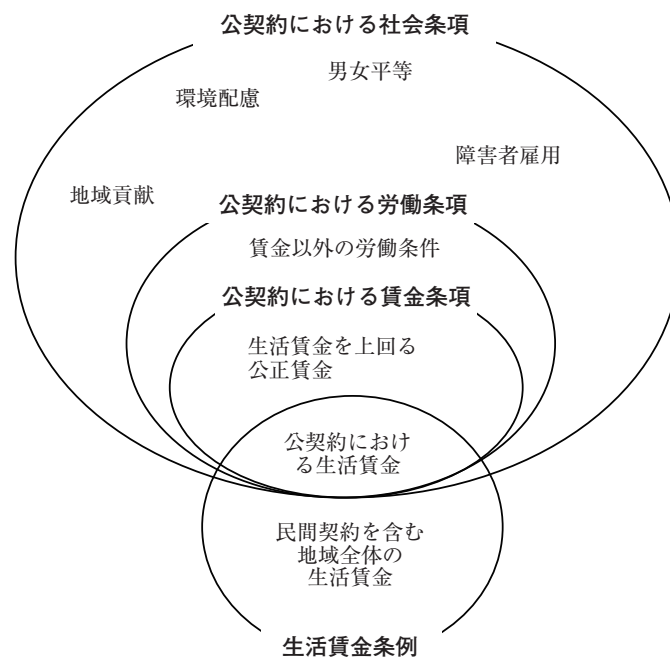 公契約における社会条項
男女平等
環境配慮
障害者雇用
地域貢献
公契約における労働条項
賃金以外の労働条件
公契約における賃金条項
生活賃金を上回る
公正賃金
公契約におけ
る生活賃金
民間契約を含む
地域全体の
生活賃金
生活賃金条例